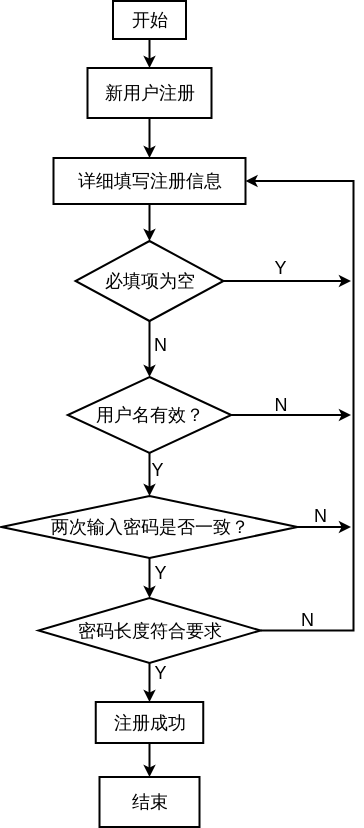 开始
新用户注册
详细填写注册信息
必填项为空
Y
N
用户名有效？
N
Y
两次输入密码是否一致？
N
Y
密码长度符合要求
N
Y
注册成功
结束